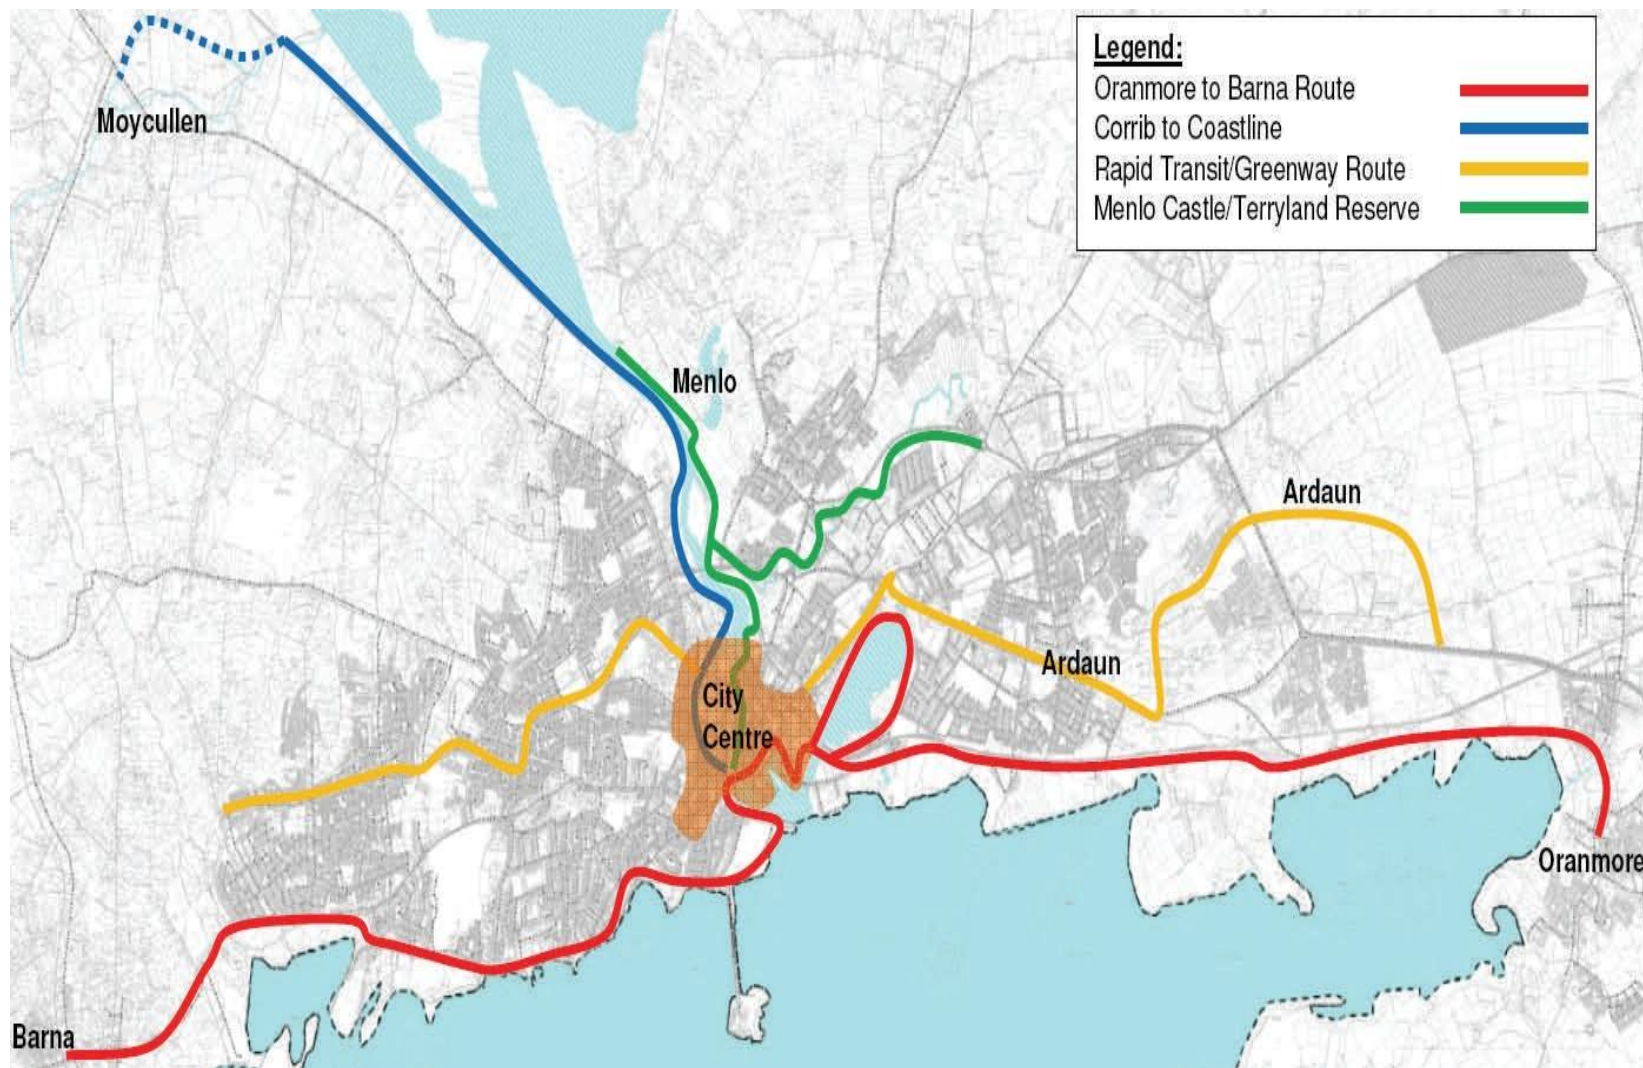 Legend:
Oranmore to Barna Route
Corrib to Coastline
Rapid Transit/Greenway Route
Menlo Castle/Terryland Reserve
Moycullen
Menlo
Ardaun
Ardaun
City
Centre
Oranmore
Barna